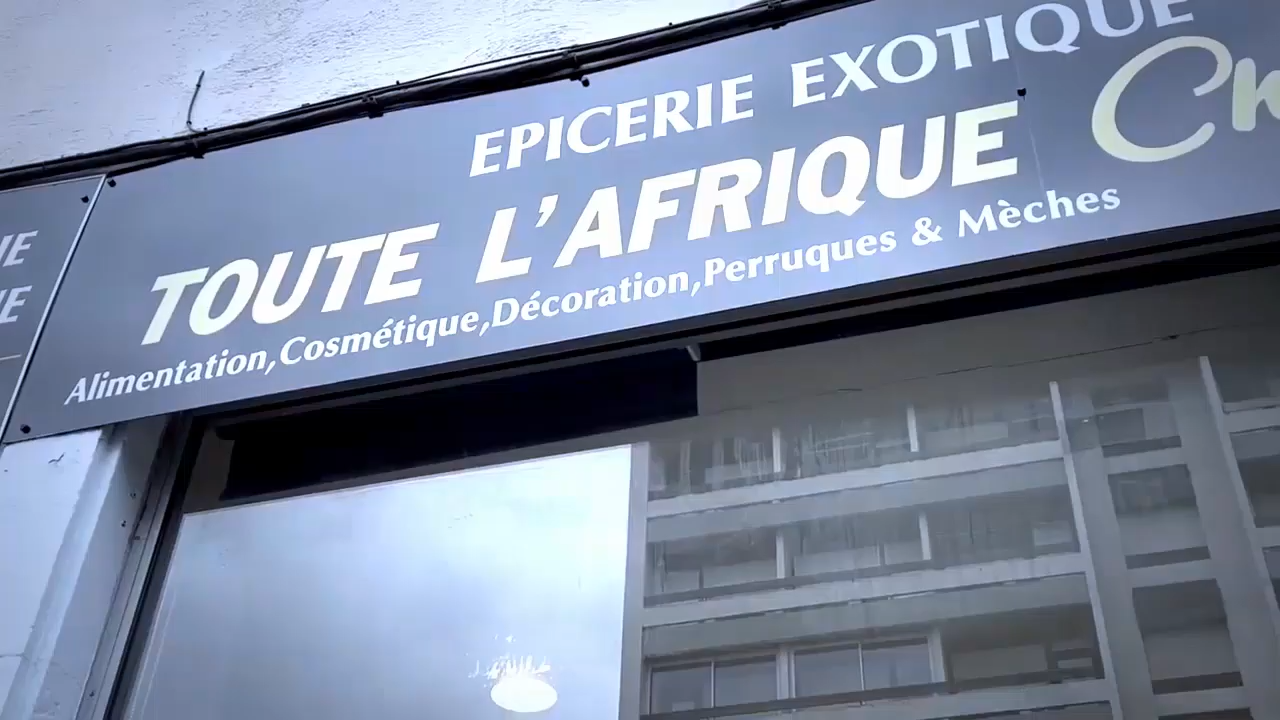 EPICERIE EXOTIQUE
TOUTE L'AFRIQUE
Alimentation,Cosmétique,Décoration,Perruques & Mèches